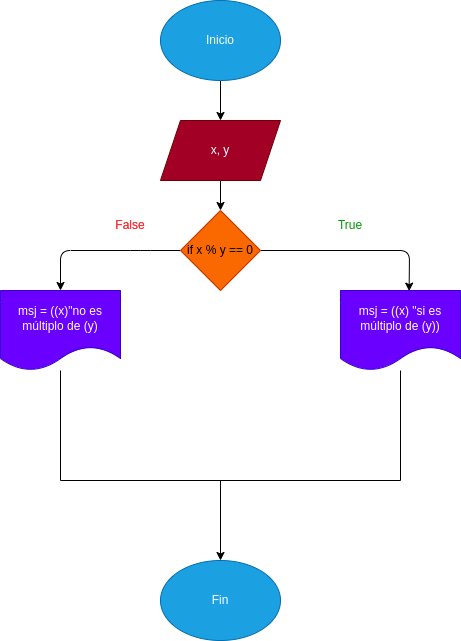 Inicio
x, y
False
True
if x % y == 0
msj = ((x)"no es
múltiplo de (y)
msj = ((x) "si es
múltiplo de (y))
Fin